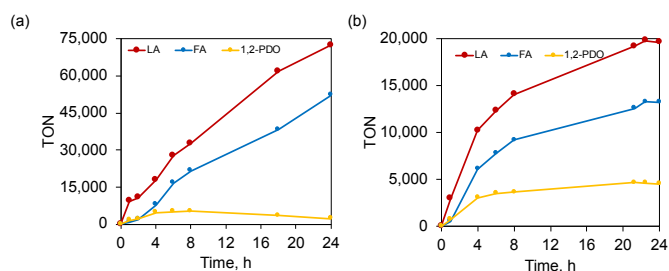 (a)
75,000
60,000
45,000
30,000
15,000
0
TON
LA FA 1,2-PDO
0 4 8 12 16 20 24
Time, h
(b)
20,000
15,000
10,000
5,000
0
TON
LA FA 1,2-PDO
0 4 8 12 16 20 24
Time, h